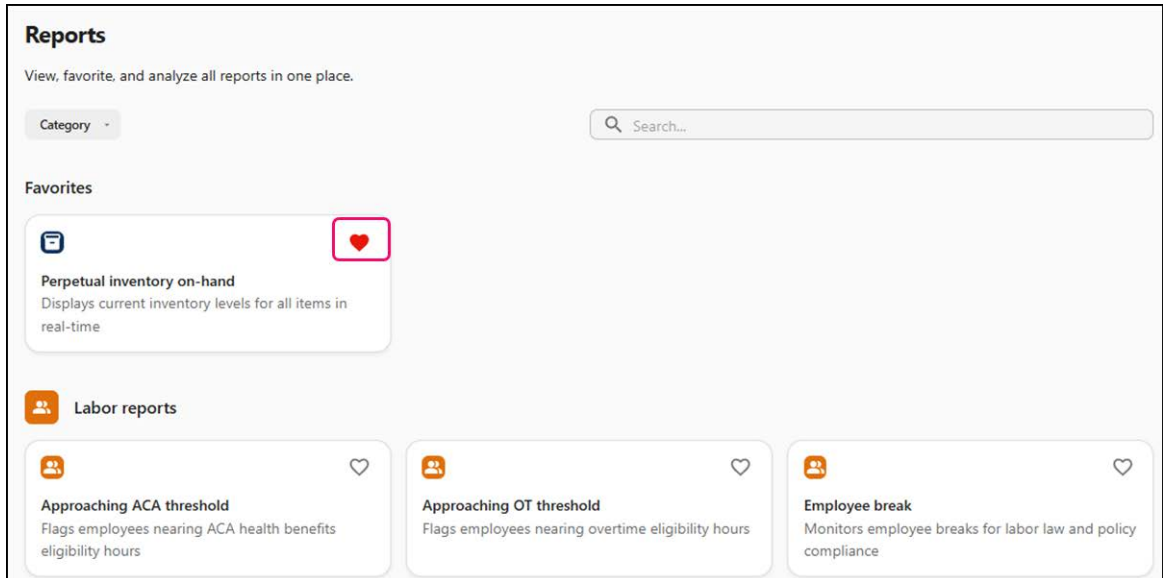 Reports
View, favorite, and analyze all reports in one place.
Category
Search...
Favorites
Perpetual inventory on-hand
Displays current inventory levels for all items in
real-time
Labor reports
Approaching ACA threshold
Flags employees nearing ACA health benefits
eligibility hours
Approaching OT threshold
Flags employees nearing overtime eligibility hours
Employee break
Monitors employee breaks for labor law and policy
compliance